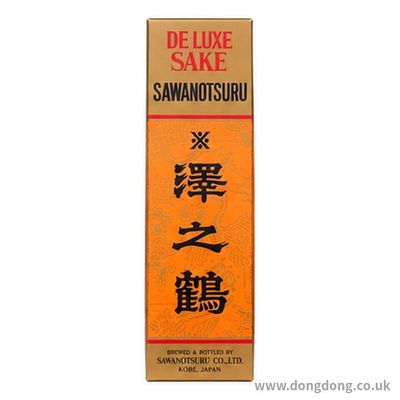 DE LUXE
SAKE
SAWANOTSURU
※
澤
之
鶴
BREWED & BOTTLED BY
SAWANOTSURU CO.,LTD.
KOBE, JAPAN
www.dongdong.co.uk